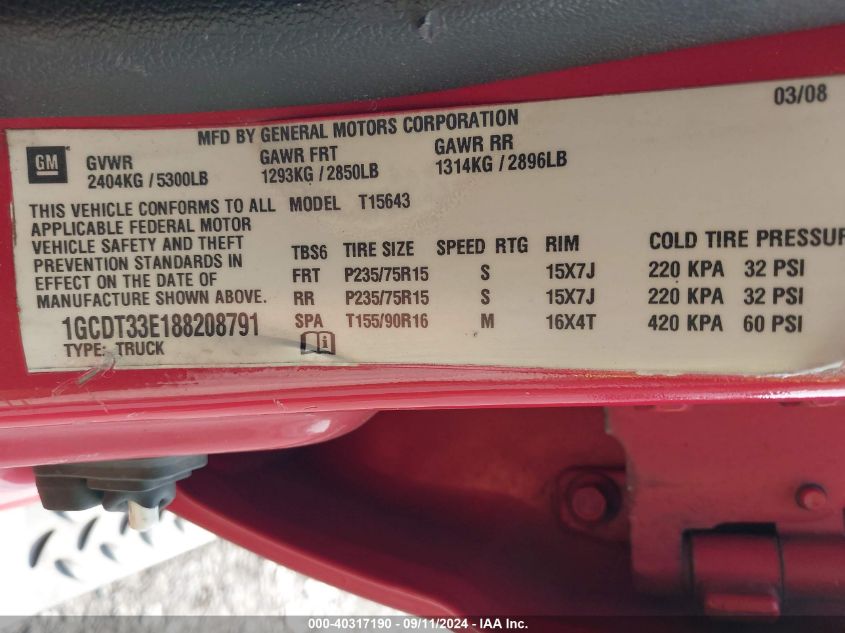 03/08
MFD BY GENERAL MOTORS CORPORATION
GM
GVWR GAWR FRT GAWR RR
2404KG / 5300LB 1293KG / 2850LB 1314KG / 2896LB
THIS VEHICLE CONFORMS TO ALL MODEL T15643
APPLICABLE FEDERAL MOTOR
VEHICLE SAFETY AND THEFT
PREVENTION STANDARDS IN
EFFECT ON THE DATE OF
MANUFACTURE SHOWN ABOVE.
TBS6 TIRE SIZE SPEED RTG RIM COLD TIRE PRESSUR
FRT P235/75R15 S 15X7J 220 KPA 32 PSI
RR P235/75R15 S 15X7J 220 KPA 32 PSI
SPA T155/90R16 M 16X4T 420 KPA 60 PSI
1GCDT33E188208791
TYPE: TRUCK
000-40317190 - 09/11/2024 - IAA Inc.